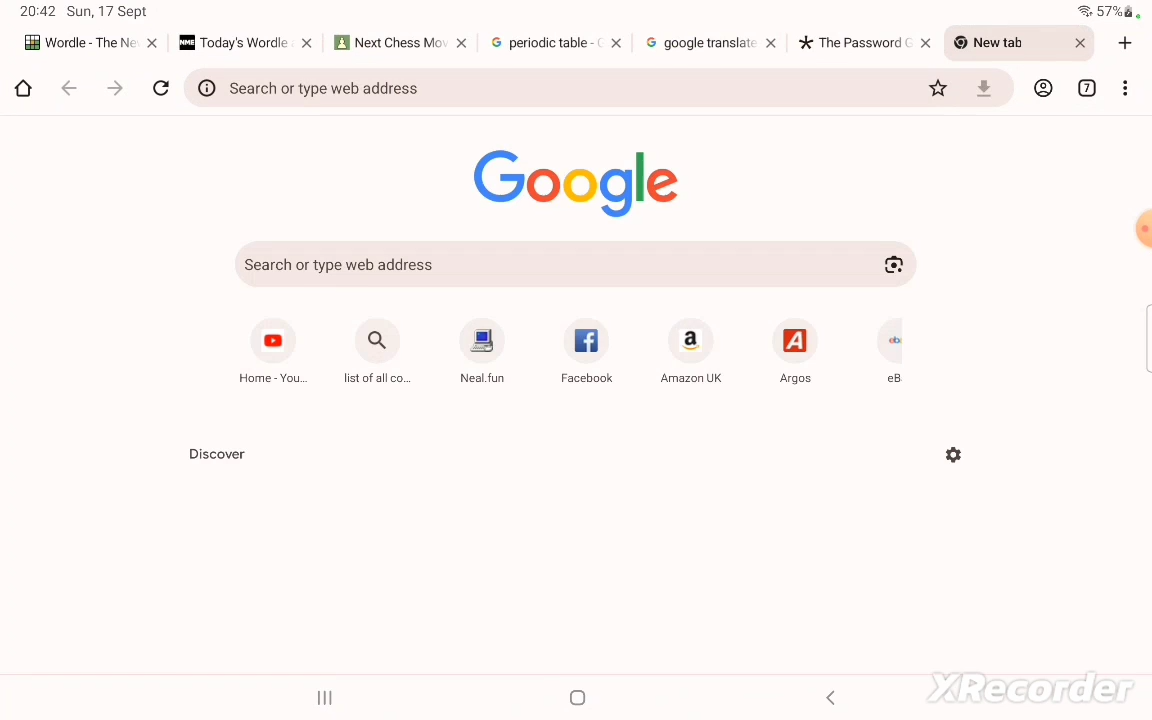 20:42 Sun, 17 Sept 57%
Wordle - The Ne NME Today's Wordle Next Chess Mov periodic table - G google translate The Password G New tab
Search or type web address 7
Google
Search or type web address
Home - You... list of all co... Neal.fun Facebook Amazon UK Argos eB
Discover
XRecorder